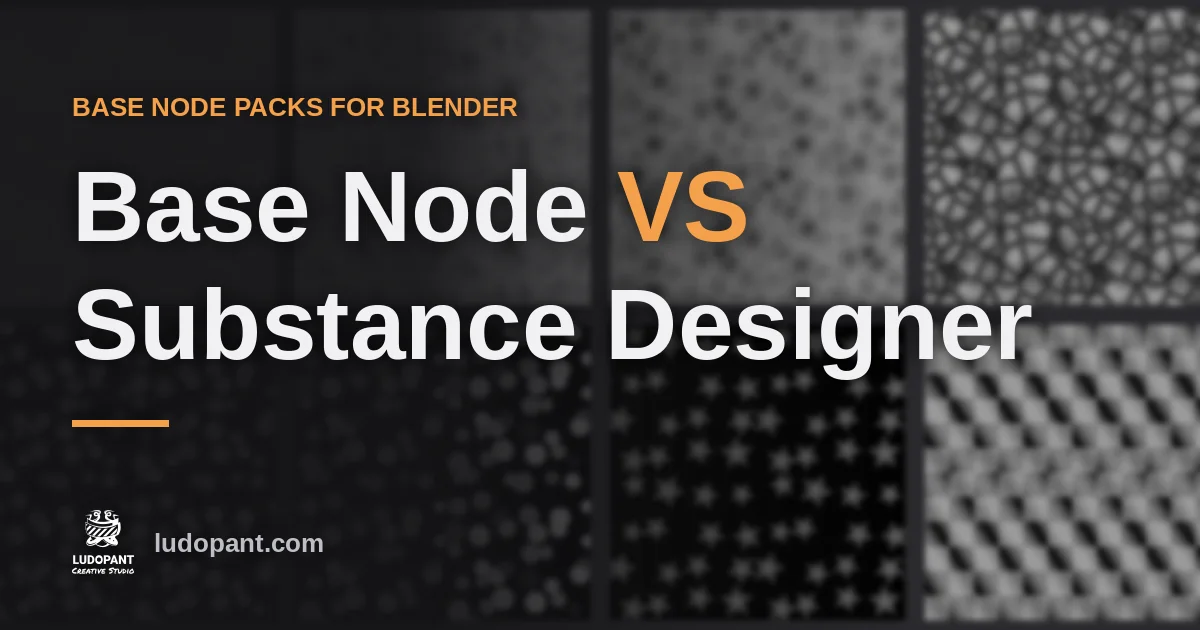 BASE NODE PACKS FOR BLENDER
Base Node VS
Substance Designer
LUDOPANT
Creative Studio
ludopant.com